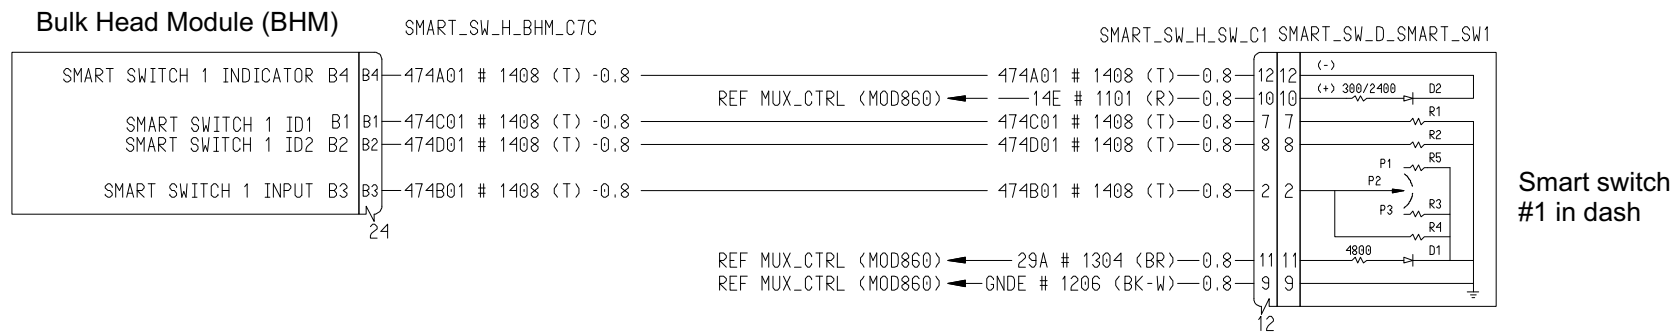 Bulk Head Module (BHM)
SMART_SW_H_BHM_C7C
SMART_SW_H_SW_C1 SMART_SW_D_SMART_SW1
SMART SWITCH 1 INDICATOR B4 B4 474A01 # 1408 (T) -0.8 474A01 # 1408 (T) 0.8 12 12 (-)
REF MUX_CTRL (MOD860) 14E # 1101 (R) 0.8 10 10 (+) 300/2400 D2
SMART SWITCH 1 ID1 B1 B1 474C01 # 1408 (T) -0.8 474C01 # 1408 (T) 0.8 7 7 R1
SMART SWITCH 1 ID2 B2 B2 474D01 # 1408 (T) -0.8 474D01 # 1408 (T) 0.8 8 8 R2
P1 R5
P2
SMART SWITCH 1 INPUT B3 B3 474B01 # 1408 (T) -0.8 474B01 # 1408 (T) 0.8 2 2
Smart switch
#1 in dash
P3 R3
24
R4
4800 D1
REF MUX_CTRL (MOD860) 29A # 1304 (BR) 0.8 11 11
REF MUX_CTRL (MOD860) GNDE # 1206 (BK-W) 0.8 9 9
12